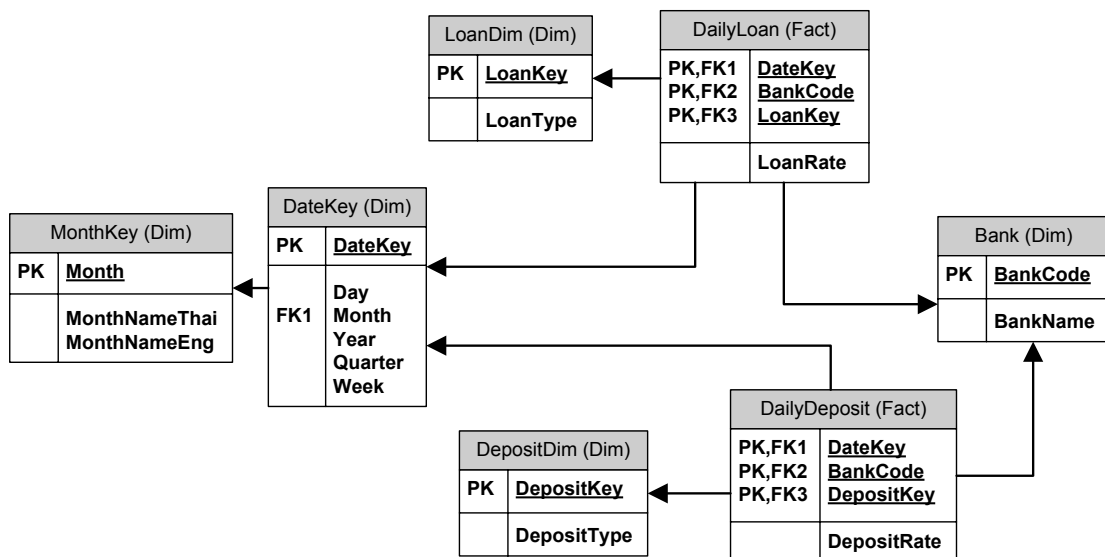 LoanDim (Dim)
PK LoanKey
LoanType
DailyLoan (Fact)
PK,FK1 DateKey
PK,FK2 BankCode
PK,FK3 LoanKey
LoanRate
MonthKey (Dim)
PK Month
MonthNameThai
MonthNameEng
DateKey (Dim)
PK DateKey
Day
FK1 Month
Year
Quarter
Week
Bank (Dim)
PK BankCode
BankName
DepositDim (Dim)
PK DepositKey
DepositType
DailyDeposit (Fact)
PK,FK1 DateKey
PK,FK2 BankCode
PK,FK3 DepositKey
DepositRate